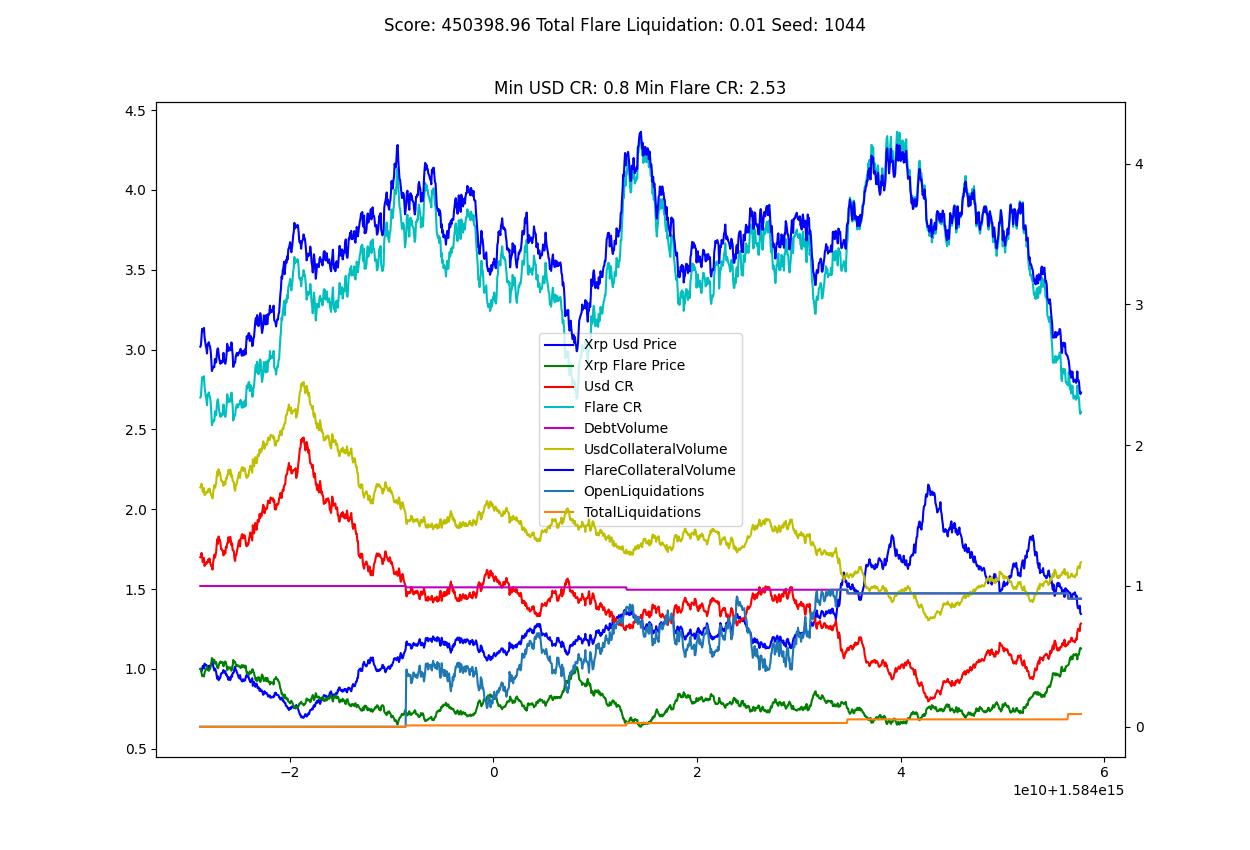 Score: 450398.96 Total Flare Liquidation: 0.01 Seed: 1044
Min USD CR: 0.8 Min Flare CR: 2.53
4.5
4.0
3.5
3.0
2.5
2.0
1.5
1.0
0.5
4
3
2
1
0
Xrp Usd Price
Xrp Flare Price
Usd CR
Flare CR
DebtVolume
UsdCollateralVolume
FlareCollateralVolume
OpenLiquidations
TotalLiquidations
−2 0 2 4 6
1e10+1.584e15